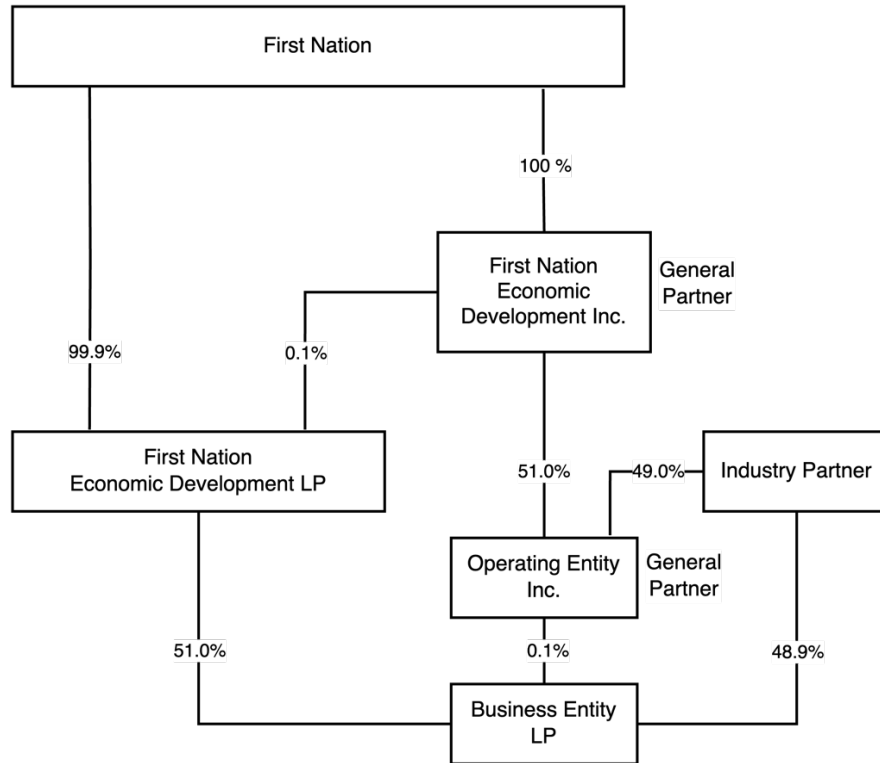 First Nation
100 %
First Nation
Economic
Development Inc.
General
Partner
99.9%
0.1%
First Nation
Economic Development LP
51.0%
49.0%
Industry Partner
Operating Entity
Inc.
General
Partner
51.0%
0.1%
48.9%
Business Entity
LP